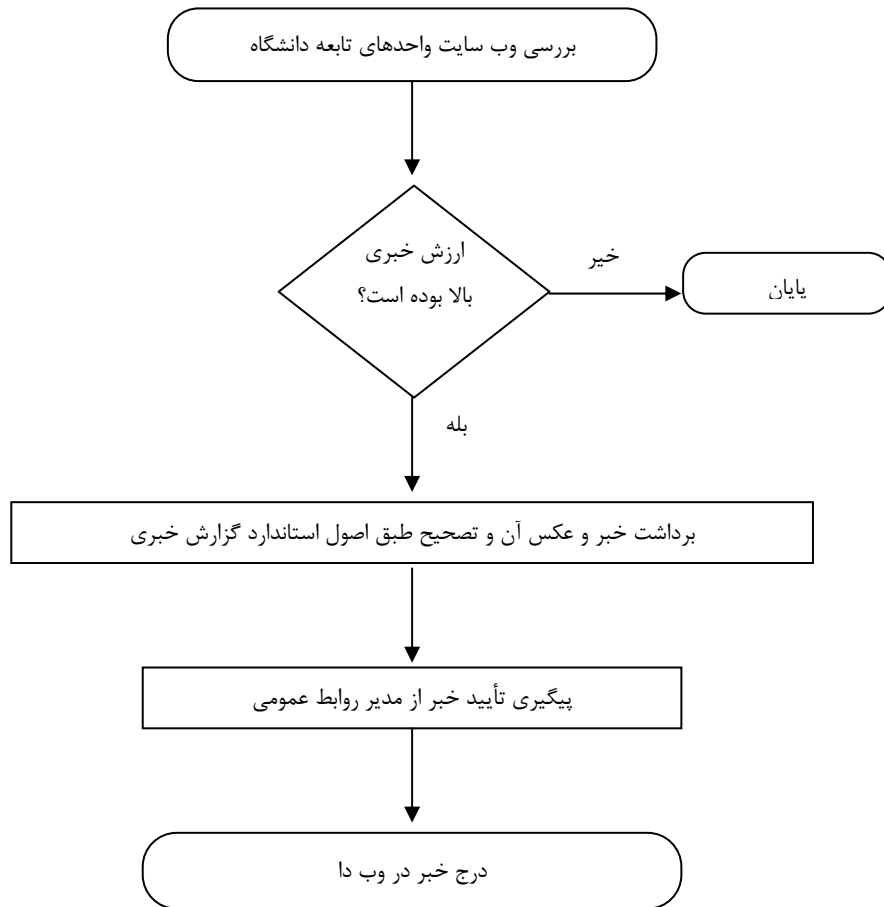 بررسی وب سایت واحدهای تابعه دانشگاه
ارزش خبری
بالا بوده است؟
خیر
پایان
بله
برداشت خبر و عکس آن و تصحیح طبق اصول استاندارد گزارش خبری
پیگیری تأیید خبر از مدیر روابط عمومی
درج خبر در وب دا